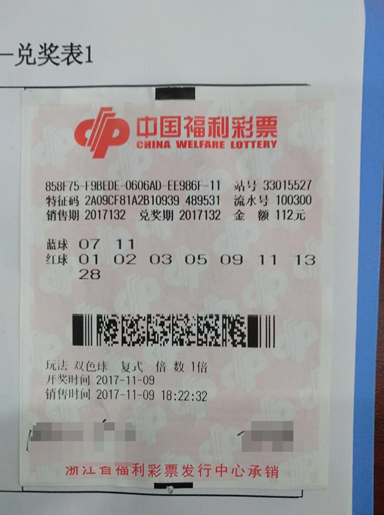 一兑奖表1
中国福利彩票
CHINA WELFARE LOTTERY
858F75-F9BEDE-0606AD-EE986F-11 站号 33015527
特征码 2A09CF81A2B10939 489531 流水号 100300
销售期 2017132 兑奖期 2017132 金 额 112元
蓝球 07 11
红球 01 02 03 05 09 11 13
28
玩法 双色球 复式 倍 数 1倍
开奖时间 2017-11-09
销售时间 2017-11-09 18:22:32
浙江省福利彩票发行中心承销